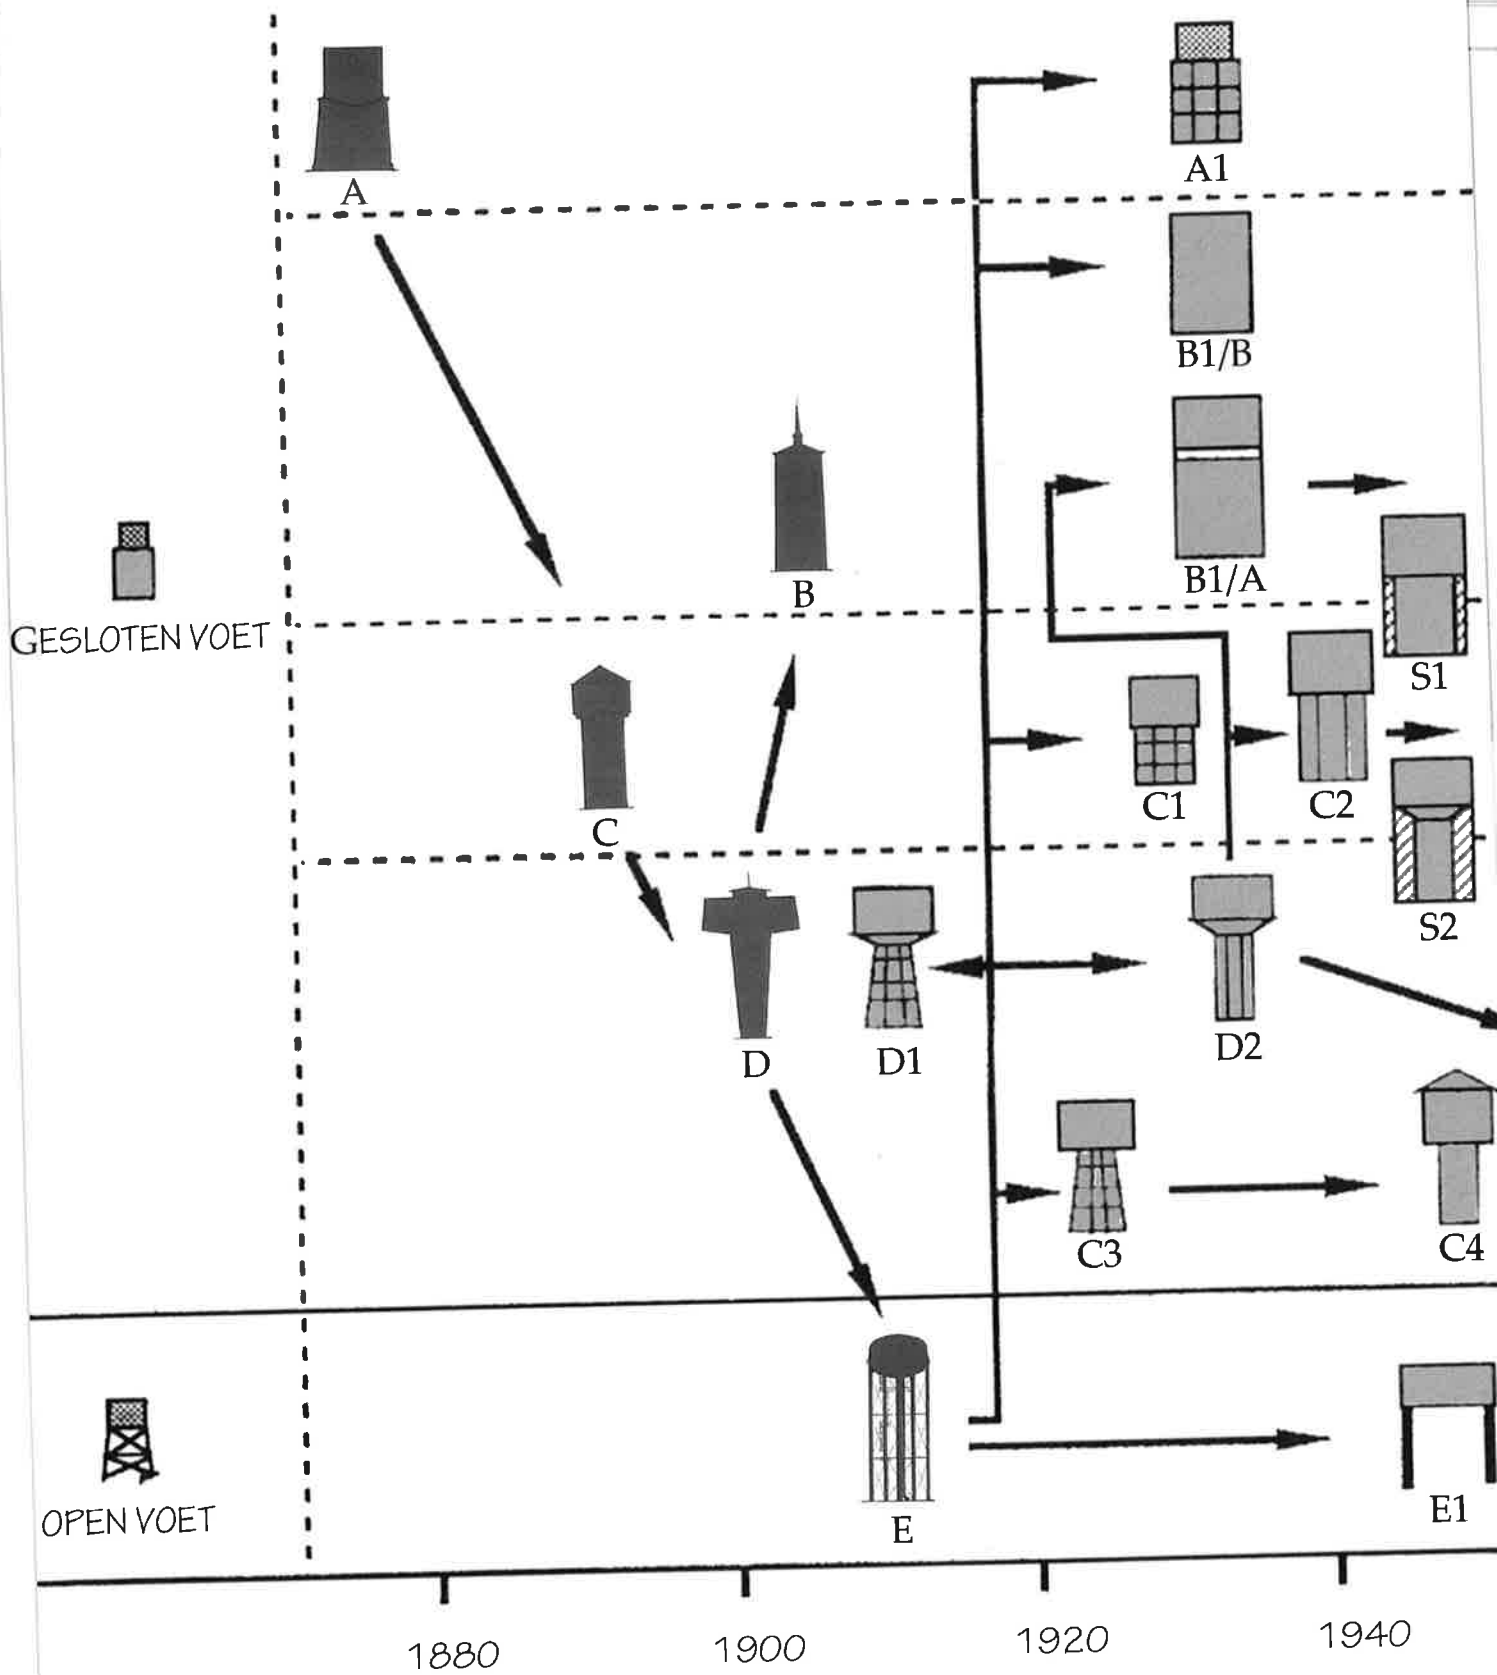 A
A1
B1/B
B1/A
B
GESLOTEN VOET
S1
C
C1
C2
S2
D
D1
D2
C3
C4
OPEN VOET
E
E1
1880
1900
1920
1940